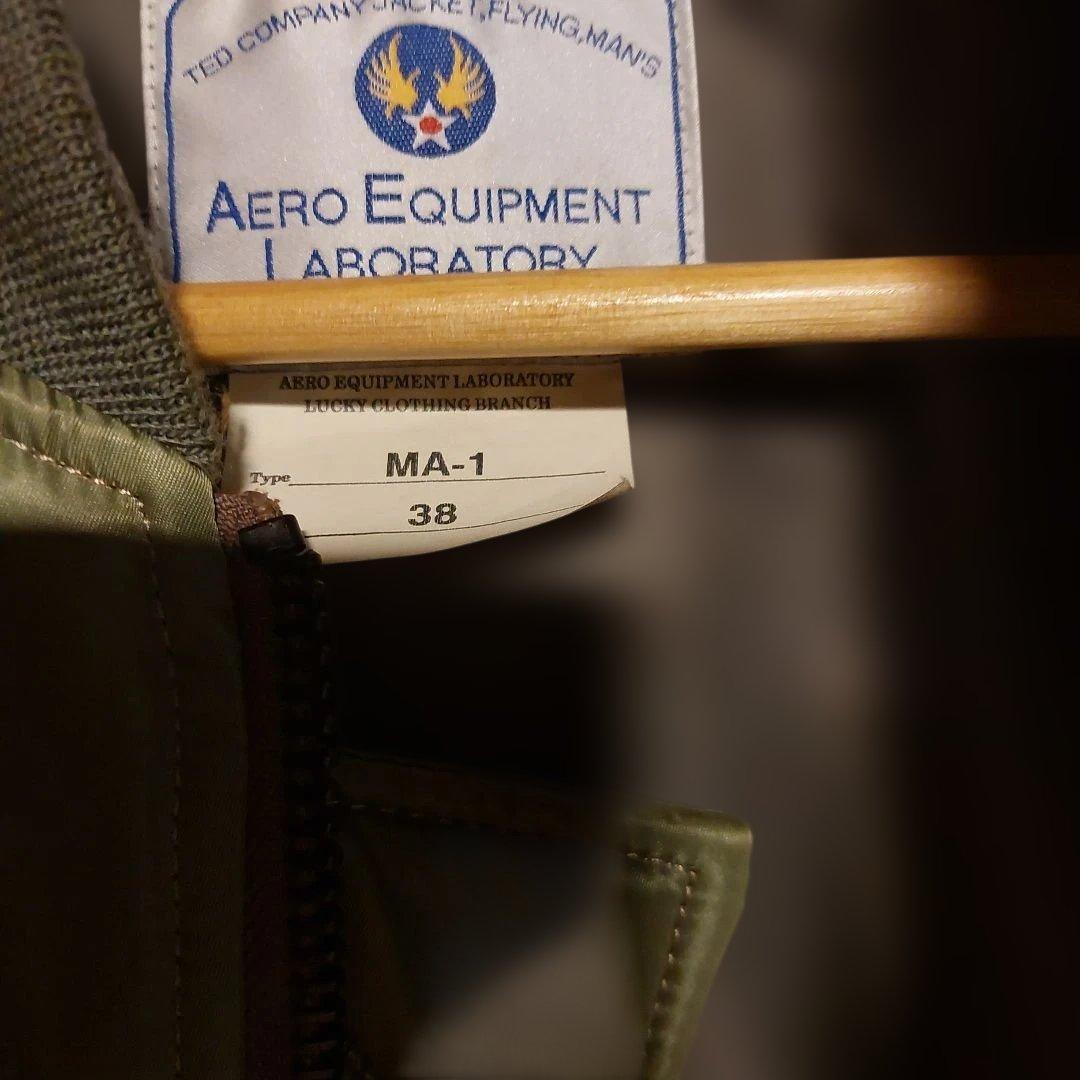 TED COMPANY JACKET,FLYING,MAN'S
AERO EQUIPMENT
LABORATORY
AERO EQUIPMENT LABORATORY
LUCKY CLOTHING BRANCH
Type MA-1
38